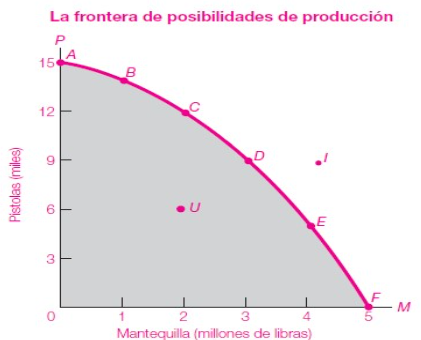 La frontera de posibilidades de producción
P
A
15
B
12
C
9
D
I
Pistolas (miles)
6
U
E
3
F
M
0
1
2
3
4
5
Mantequilla (millones de libras)